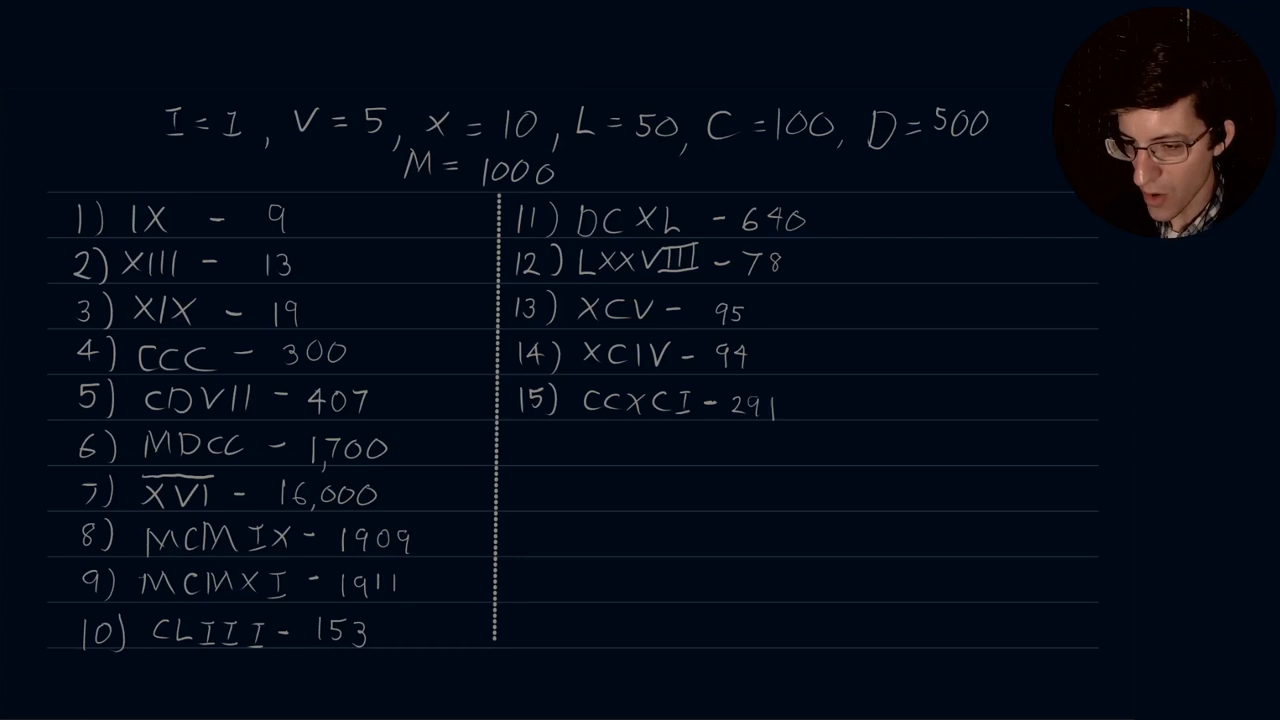 I = I , V = 5, X = 10, L = 50, C = 100, D = 500
M = 1000
1) IX - 9
2) XIII - 13
3) XIX - 19
4) CCC - 300
5) CDVII - 407
6) MDCC - 1,700
7) X̅V̅I̅ - 16,000
8) MCMIX - 1909
9) MCMXI - 1911
10) CLIII - 153
11) DCXL - 640
12) LXXVIII - 78
13) XCV - 95
14) XCIV - 94
15) CCXCI - 291